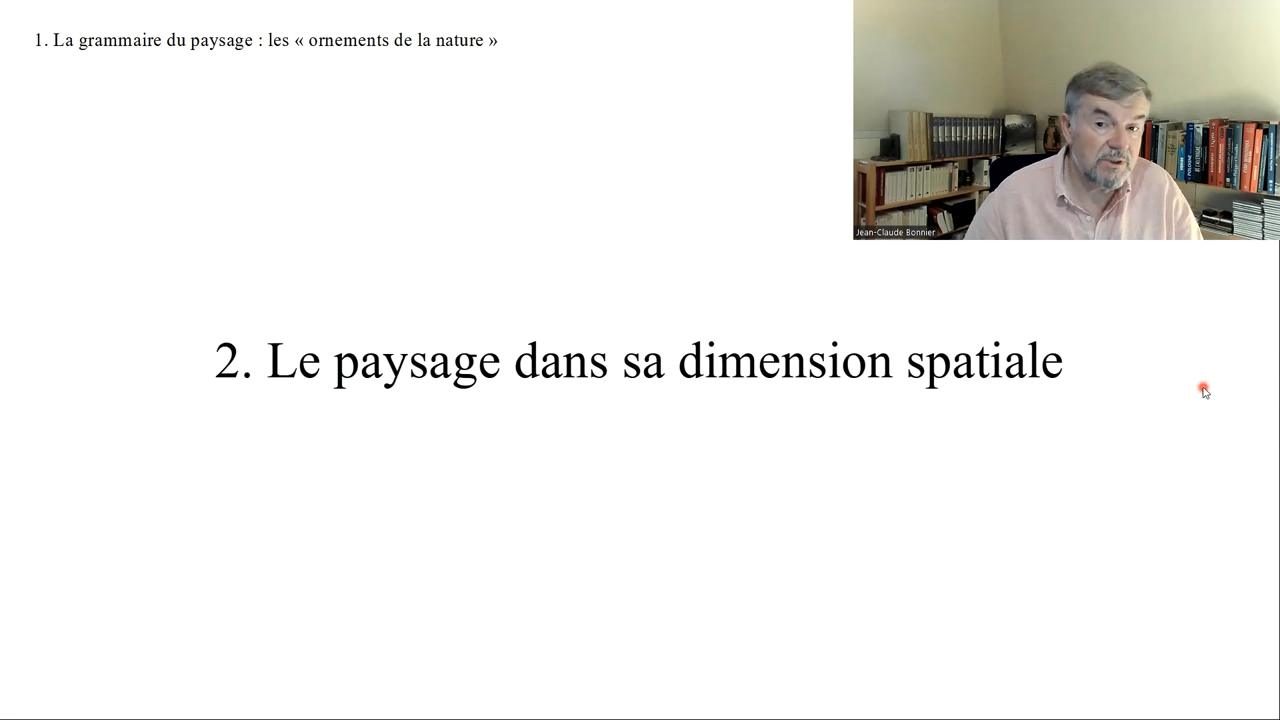 1. La grammaire du paysage : les « ornements de la nature »
Jean-Claude Bonnier
2. Le paysage dans sa dimension spatiale